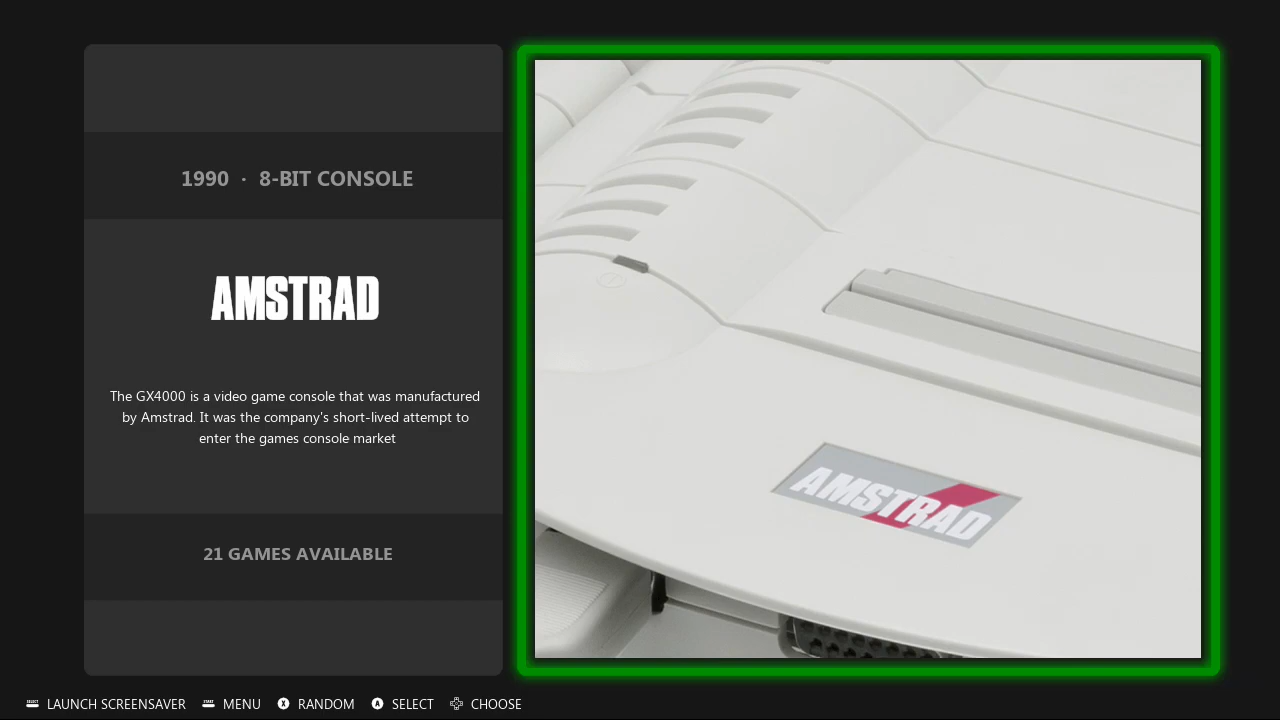 1990 · 8-BIT CONSOLE
AMSTRAD
The GX4000 is a video game console that was manufactured
by Amstrad. It was the company's short-lived attempt to
enter the games console market
21 GAMES AVAILABLE
AMSTRAD
SELECT LAUNCH SCREENSAVER START MENU X RANDOM A SELECT CHOOSE